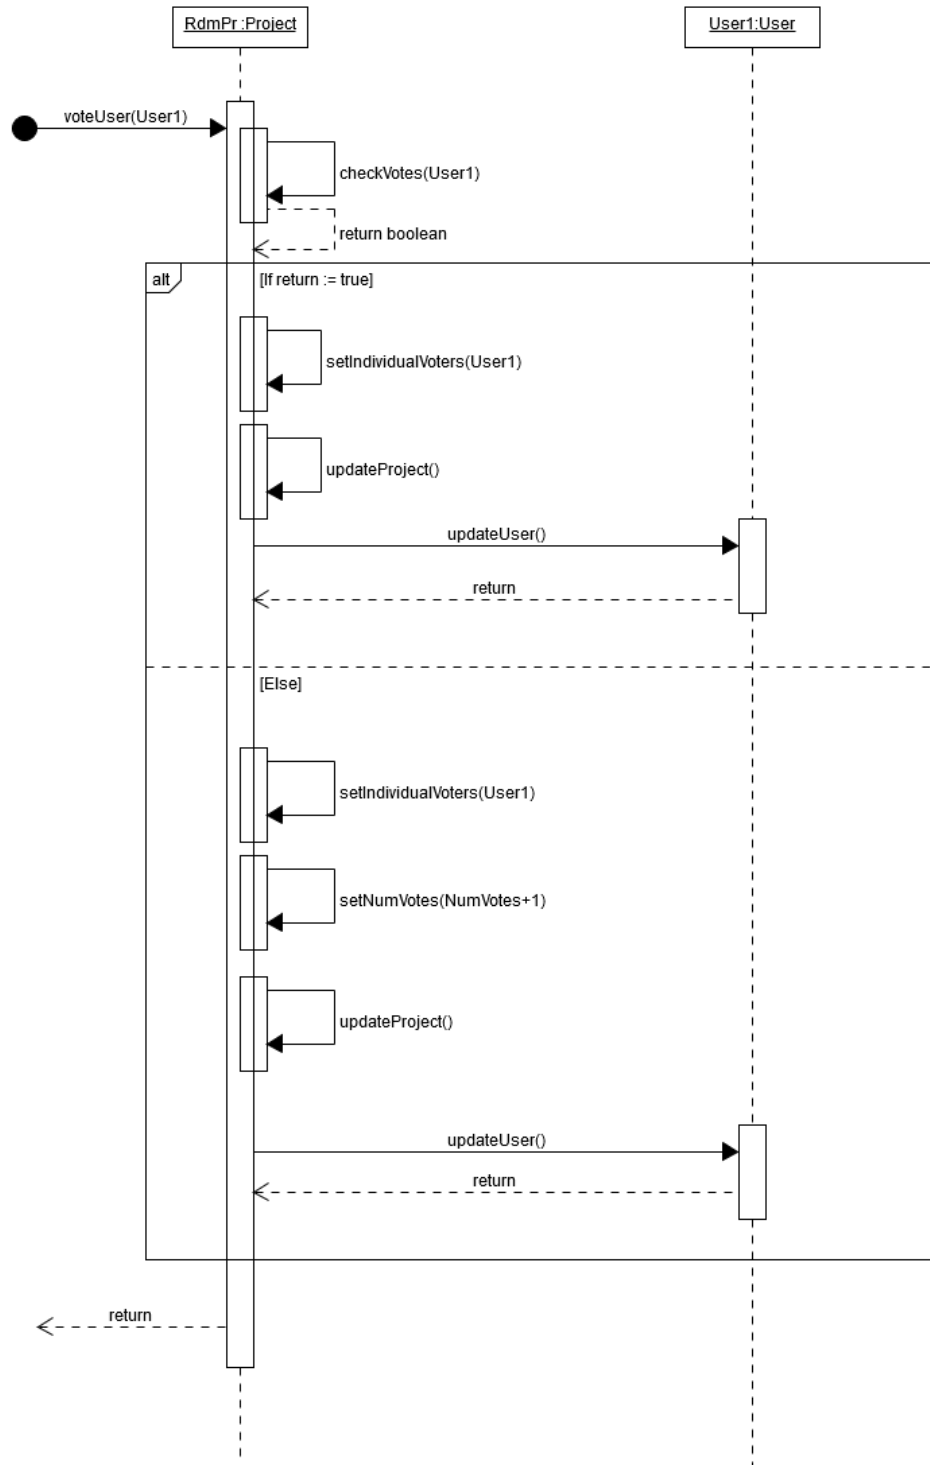 RdmPr :Project
User1:User
voteUser(User1)
checkVotes(User1)
return boolean
alt
[If return := true]
setIndividualVoters(User1)
updateProject()
updateUser()
return
[Else]
setIndividualVoters(User1)
setNumVotes(NumVotes+1)
updateProject()
updateUser()
return
return